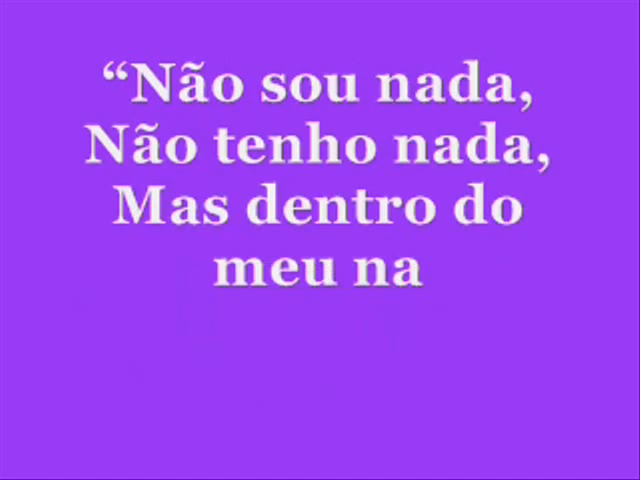 “Não sou nada,
Não tenho nada,
Mas dentro do
meu na